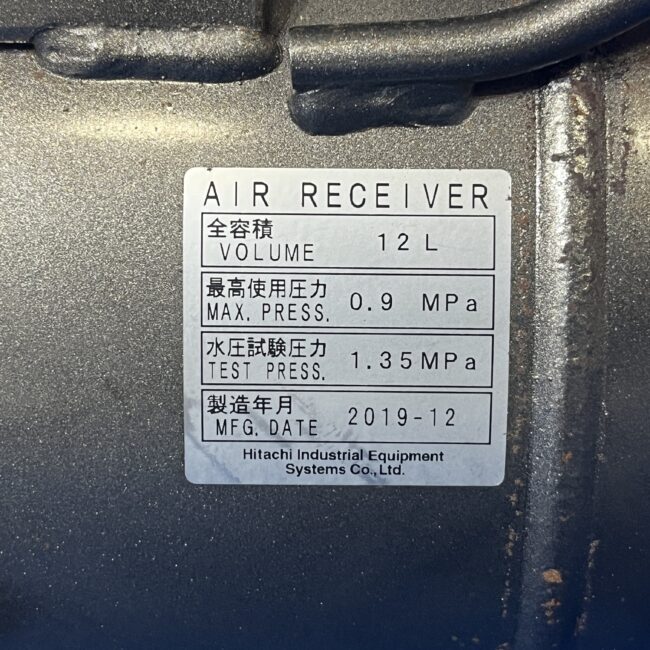 AIR RECEIVER
全容積
VOLUME 12 L
最高使用圧力
MAX. PRESS. 0.9 MPa
水圧試験圧力
TEST PRESS. 1.35MPa
製造年月
MFG. DATE 2019-12
Hitachi Industrial Equipment
Systems Co., Ltd.